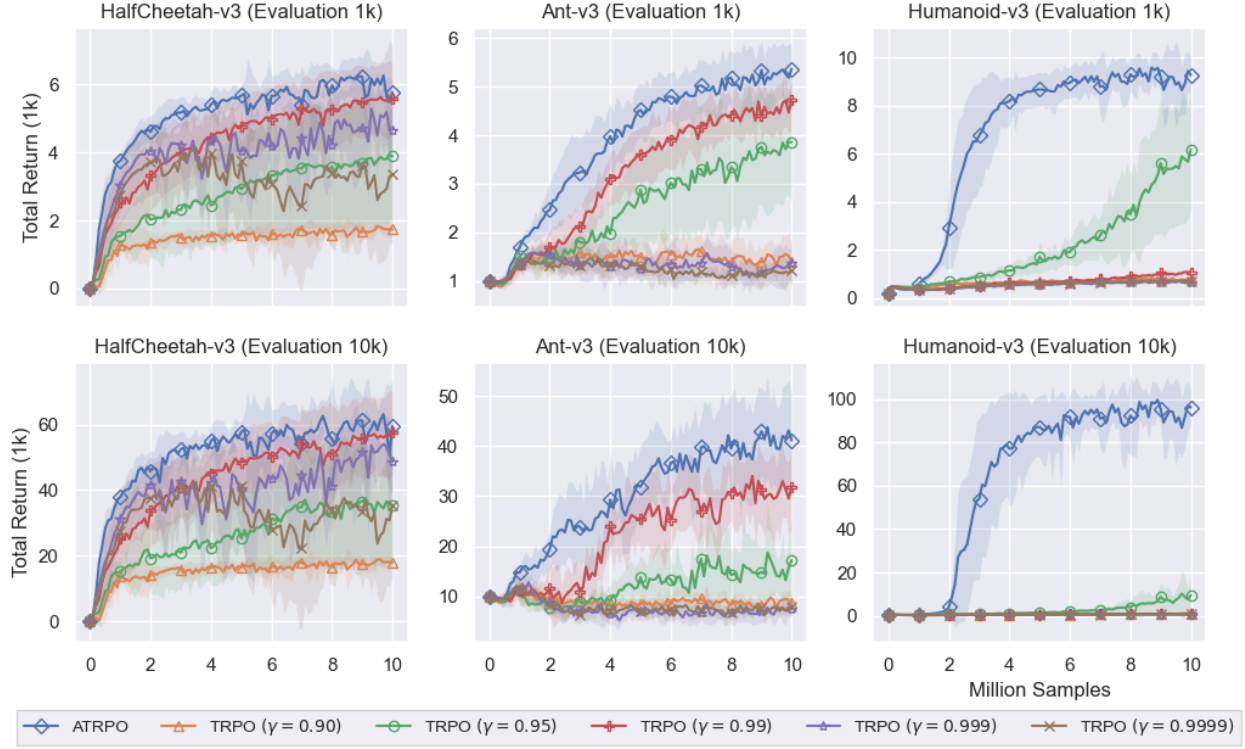 HalfCheetah-v3 (Evaluation 1k)
Ant-v3 (Evaluation 1k)
Humanoid-v3 (Evaluation 1k)
Total Return (1k)
6
4
2
0
6
5
4
3
2
1
10
8
6
4
2
0
HalfCheetah-v3 (Evaluation 10k)
Ant-v3 (Evaluation 10k)
Humanoid-v3 (Evaluation 10k)
Total Return (1k)
60
40
20
0
50
40
30
20
10
100
80
60
40
20
0
0 2 4 6 8 10
0 2 4 6 8 10
0 2 4 6 8 10
Million Samples
ATRPO
TRPO (γ = 0.90)
TRPO (γ = 0.95)
TRPO (γ = 0.99)
TRPO (γ = 0.999)
TRPO (γ = 0.9999)